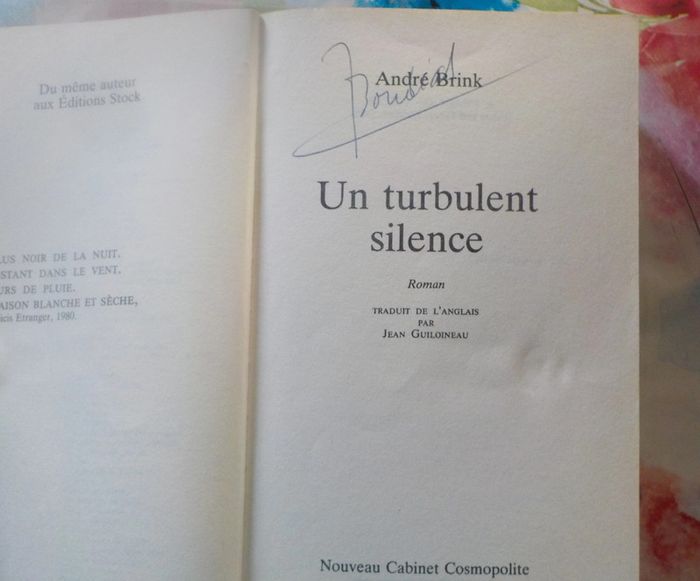 Du même auteur
aux Éditions Stock
LUS NOIR DE LA NUIT.
STANT DANS LE VENT.
URS DE PLUIE.
AISON BLANCHE ET SÈCHE,
icis Etranger, 1980.
André Brink
Un turbulent
silence
Roman
TRADUIT DE L'ANGLAIS
PAR
JEAN GUILOINEAU
Nouveau Cabinet Cosmopolite